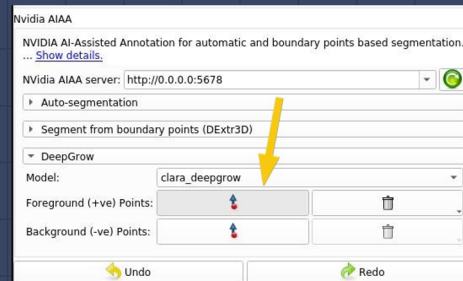 Nvidia AIAA
NVIDIA AI-Assisted Annotation for automatic and boundary points based segmentation.
... Show details.
NVidia AIAA server: http://0.0.0.0:5678
Auto-segmentation
Segment from boundary points (DExtr3D)
DeepGrow
Model: clara_deepgrow
Foreground (+ve) Points:
Background (-ve) Points:
Undo Redo